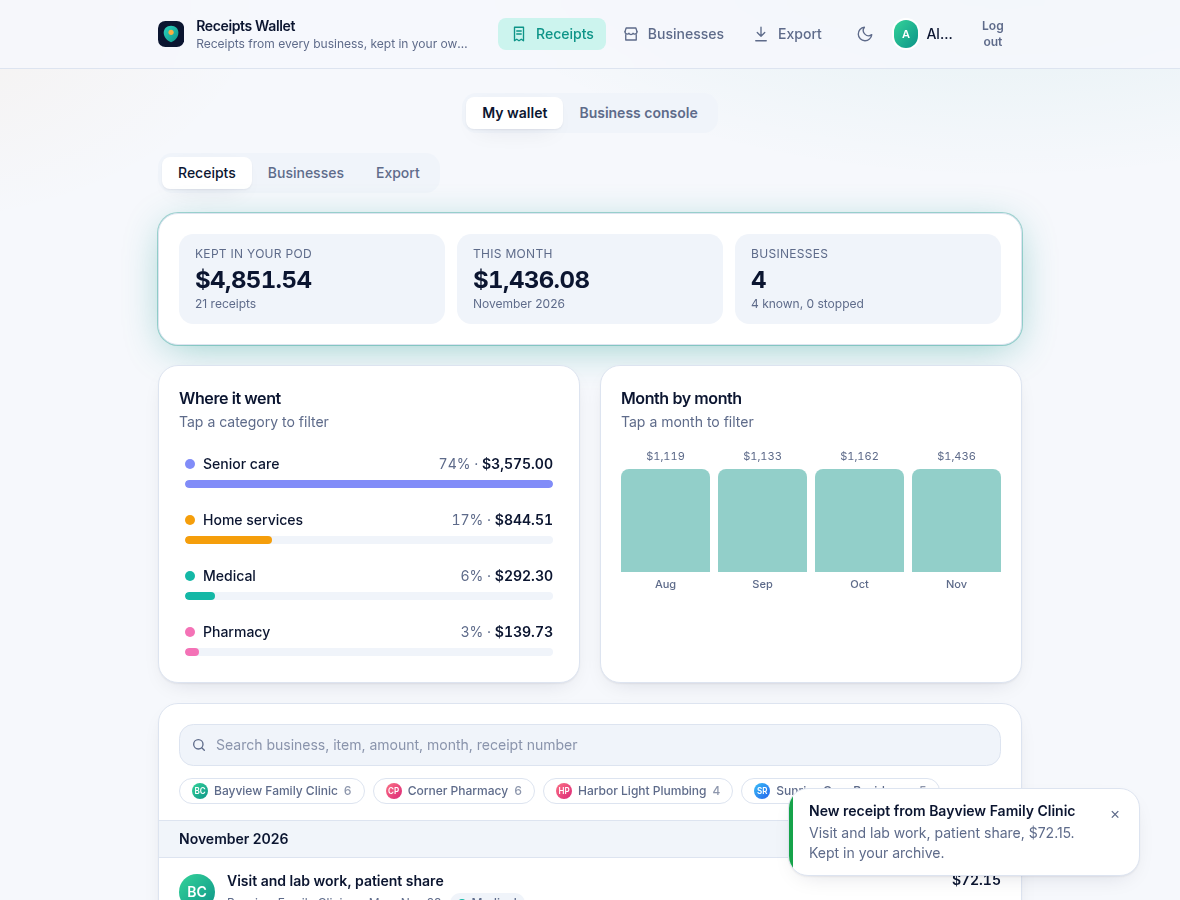 Receipts Wallet
Receipts from every business, kept in your ow...
Receipts
Businesses
Export
A
Al...
Log out
My wallet
Business console
Receipts
Businesses
Export
KEPT IN YOUR POD
$4,851.54
21 receipts
THIS MONTH
$1,436.08
November 2026
BUSINESSES
4
4 known, 0 stopped
Where it went
Tap a category to filter
Senior care 74% · $3,575.00
Home services 17% · $844.51
Medical 6% · $292.30
Pharmacy 3% · $139.73
Month by month
Tap a month to filter
$1,119 $1,133 $1,162 $1,436
Aug Sep Oct Nov
Search business, item, amount, month, receipt number
BC Bayview Family Clinic 6
CP Corner Pharmacy 6
HP Harbor Light Plumbing 4
SR
November 2026
BC
Visit and lab work, patient share
$72.15
New receipt from Bayview Family Clinic
Visit and lab work, patient share, $72.15.
Kept in your archive.